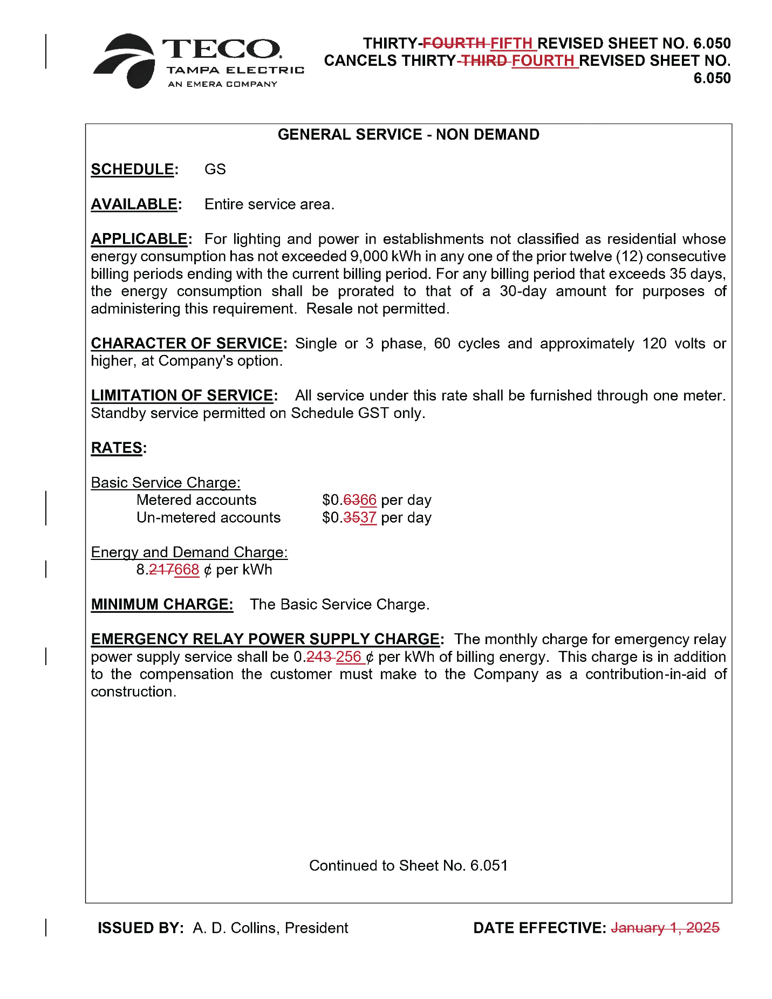 TECO.
TAMPA ELECTRIC
AN EMERA COMPANY
THIRTY-FOURTH FIFTH REVISED SHEET NO. 6.050
CANCELS THIRTY-THIRD FOURTH REVISED SHEET NO.
6.050
GENERAL SERVICE - NON DEMAND
SCHEDULE: GS
AVAILABLE: Entire service area.
APPLICABLE: For lighting and power in establishments not classified as residential whose
energy consumption has not exceeded 9,000 kWh in any one of the prior twelve (12) consecutive
billing periods ending with the current billing period. For any billing period that exceeds 35 days,
the energy consumption shall be prorated to that of a 30-day amount for purposes of
administering this requirement. Resale not permitted.
CHARACTER OF SERVICE: Single or 3 phase, 60 cycles and approximately 120 volts or
higher, at Company's option.
LIMITATION OF SERVICE: All service under this rate shall be furnished through one meter.
Standby service permitted on Schedule GST only.
RATES:
Basic Service Charge:
Metered accounts $0.6366 per day
Un-metered accounts $0.3537 per day
Energy and Demand Charge:
8.217668 ¢ per kWh
MINIMUM CHARGE: The Basic Service Charge.
EMERGENCY RELAY POWER SUPPLY CHARGE: The monthly charge for emergency relay
power supply service shall be 0.243 256 ¢ per kWh of billing energy. This charge is in addition
to the compensation the customer must make to the Company as a contribution-in-aid of
construction.
Continued to Sheet No. 6.051
ISSUED BY: A. D. Collins, President
DATE EFFECTIVE: January 1, 2025